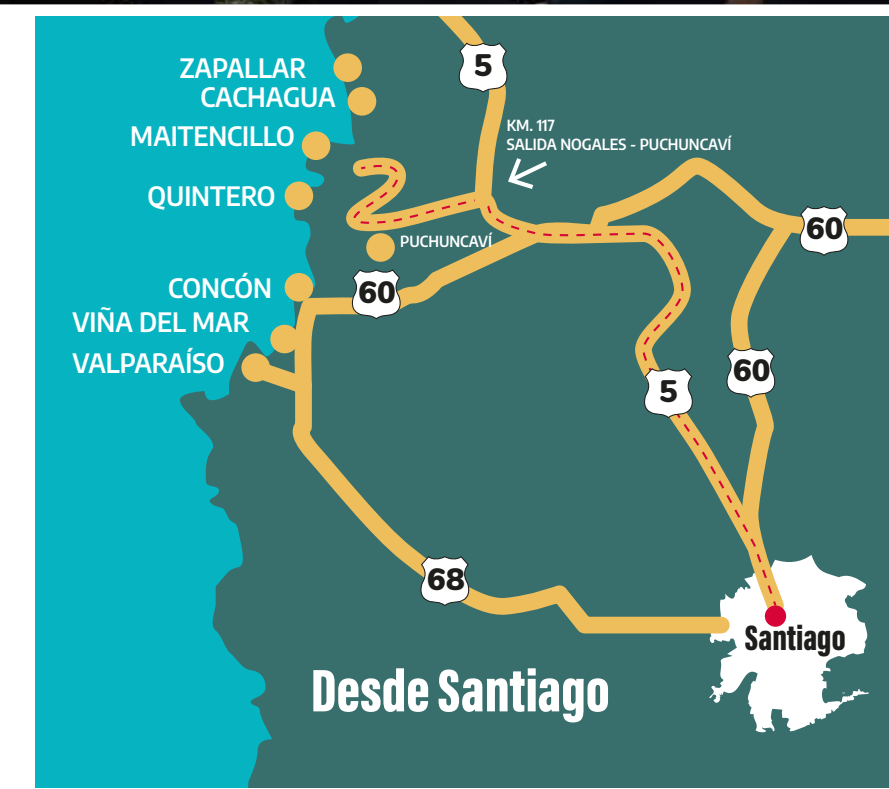 ZAPALLAR
CACHAGUA
MAITENCILLO
QUINTERO
PUCHUNCAVÍ
CONCÓN
VIÑA DEL MAR
VALPARAÍSO
5
KM. 117
SALIDA NOGALES - PUCHUNCAVÍ
60
60
60
5
68
Santiago
Desde Santiago